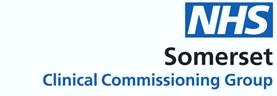 NHS
Somerset
Clinical Commissioning Group